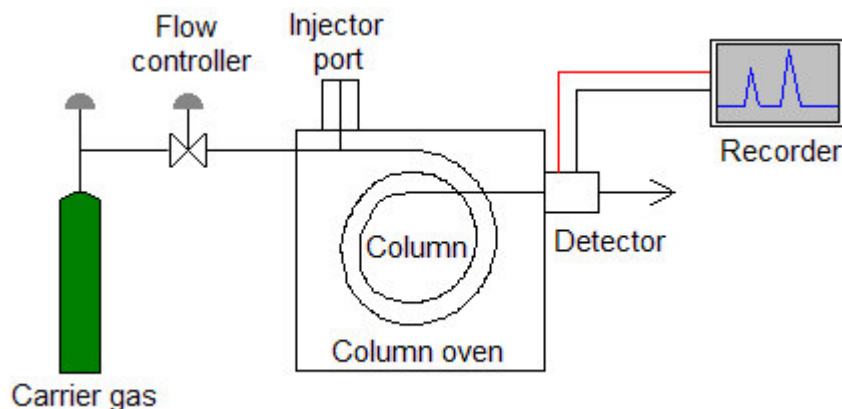 Flow
controller
Injector
port
Recorder
Column
Detector
Column oven
Carrier gas